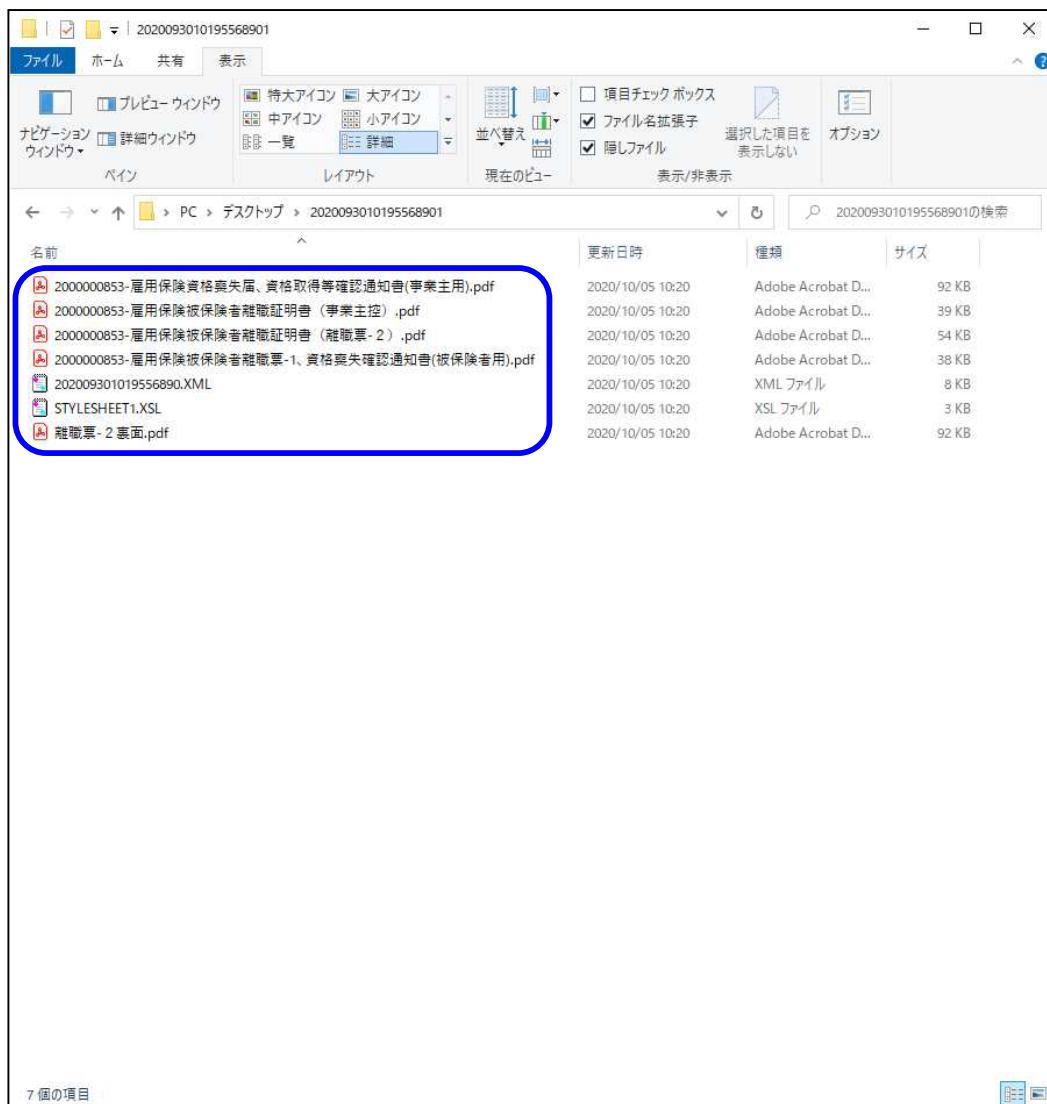 2020093010195568901
ファイル ホーム 共有 表示
プレビュー ウィンドウ 特大アイコン 大アイコン 項目チェック ボックス
ナビゲーション ウィンドウ 詳細ウィンドウ 中アイコン 小アイコン 並べ替え ファイル名拡張子 選択した項目を表示しない オプション
一覧 詳細 隠しファイル
ペイン レイアウト 現在のビュー 表示/非表示
PC デスクトップ 2020093010195568901 2020093010195568901の検索
名前 更新日時 種類 サイズ
2000000853-雇用保険資格喪失届、資格取得等確認通知書(事業主用).pdf 2020/10/05 10:20 Adobe Acrobat D... 92 KB
2000000853-雇用保険被保険者離職証明書（事業主控）.pdf 2020/10/05 10:20 Adobe Acrobat D... 39 KB
2000000853-雇用保険被保険者離職証明書（離職票-２）.pdf 2020/10/05 10:20 Adobe Acrobat D... 54 KB
2000000853-雇用保険被保険者離職票-1、資格喪失確認通知書(被保険者用).pdf 2020/10/05 10:20 Adobe Acrobat D... 38 KB
202009301019556890.XML 2020/10/05 10:20 XML ファイル 8 KB
STYLESHEET1.XSL 2020/10/05 10:20 XSL ファイル 3 KB
離職票-２裏面.pdf 2020/10/05 10:20 Adobe Acrobat D... 92 KB
7 個の項目